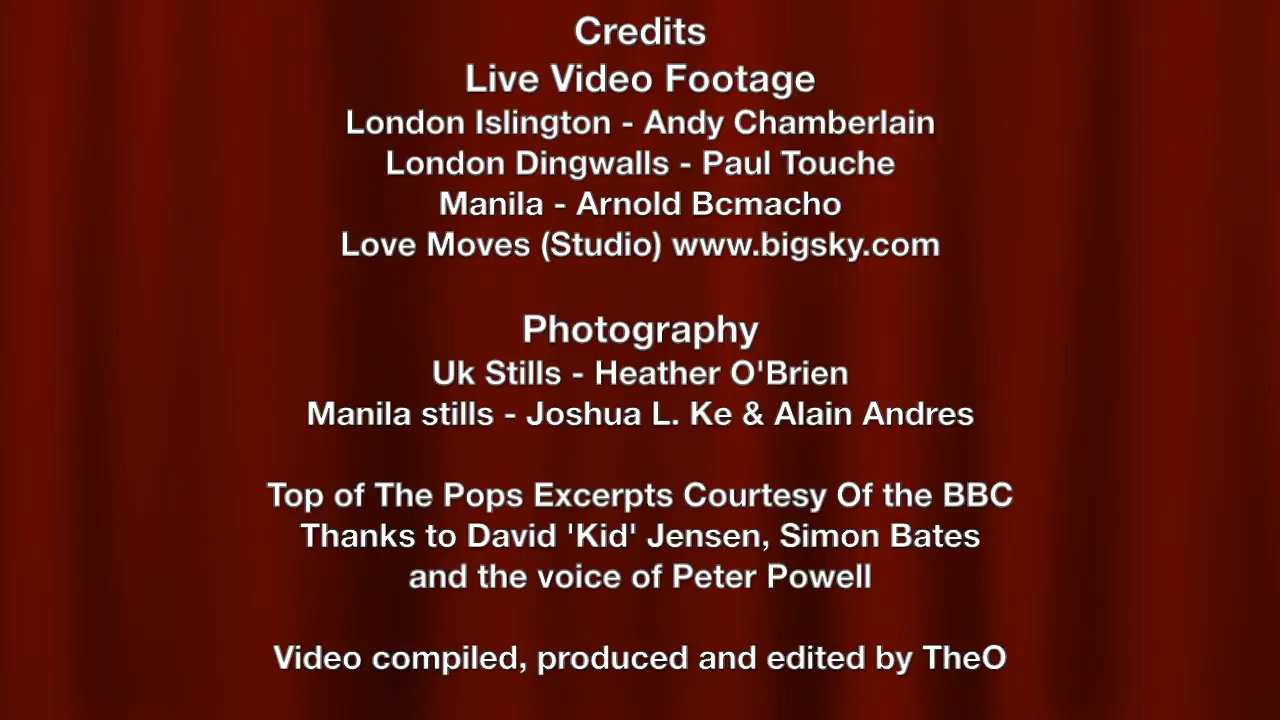 Credits
Live Video Footage
London Islington - Andy Chamberlain
London Dingwalls - Paul Touche
Manila - Arnold Bcmacho
Love Moves (Studio) www.bigsky.com
Photography
Uk Stills - Heather O'Brien
Manila stills - Joshua L. Ke & Alain Andres
Top of The Pops Excerpts Courtesy Of the BBC
Thanks to David 'Kid' Jensen, Simon Bates
and the voice of Peter Powell
Video compiled, produced and edited by TheO